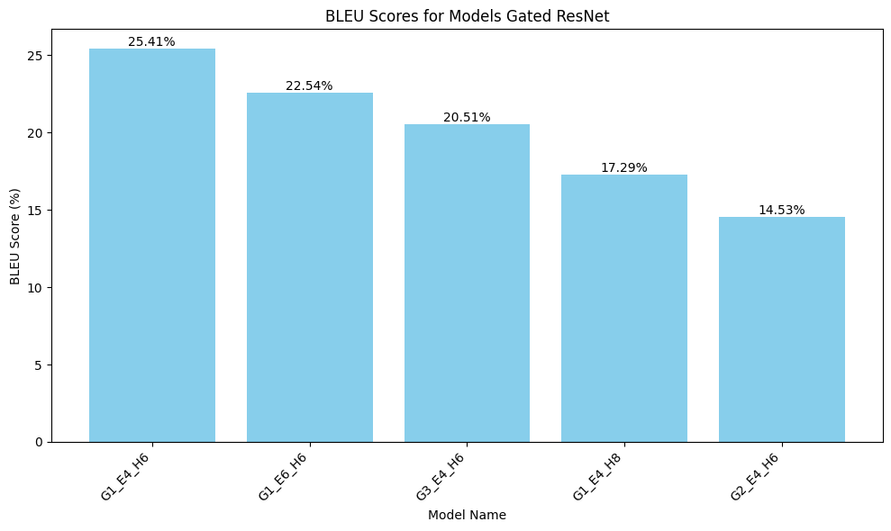 BLEU Scores for Models Gated ResNet
BLEU Score (%)
25
20
15
10
5
0
25.41%
22.54%
20.51%
17.29%
14.53%
G1_E4_H6
G1_E6_H6
G3_E4_H6
G1_E4_H8
G2_E4_H6
Model Name